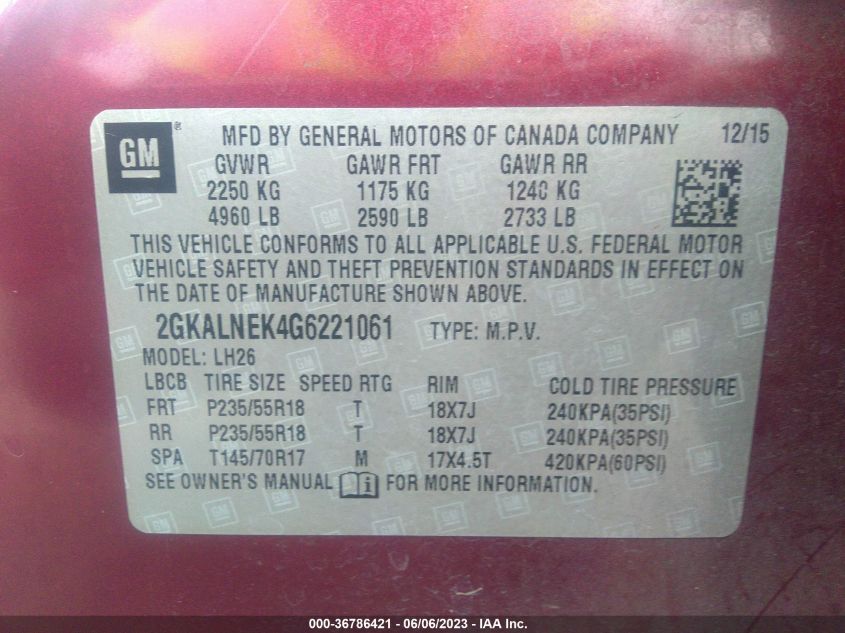 GM ® MFD BY GENERAL MOTORS OF CANADA COMPANY 12/15
GVWR GAWR FRT GAWR RR
2250 KG 1175 KG 1240 KG
4960 LB 2590 LB 2733 LB
THIS VEHICLE CONFORMS TO ALL APPLICABLE U.S. FEDERAL MOTOR
VEHICLE SAFETY AND THEFT PREVENTION STANDARDS IN EFFECT ON
THE DATE OF MANUFACTURE SHOWN ABOVE.
2GKALNEK4G6221061 TYPE: M.P.V.
MODEL: LH26
LBCB TIRE SIZE SPEED RTG RIM COLD TIRE PRESSURE
FRT P235/55R18 T 18X7J 240KPA(35PSI)
RR P235/55R18 T 18X7J 240KPA(35PSI)
SPA T145/70R17 M 17X4.5T 420KPA(60PSI)
SEE OWNER'S MANUAL i FOR MORE INFORMATION.
000-36786421 - 06/06/2023 - IAA Inc.